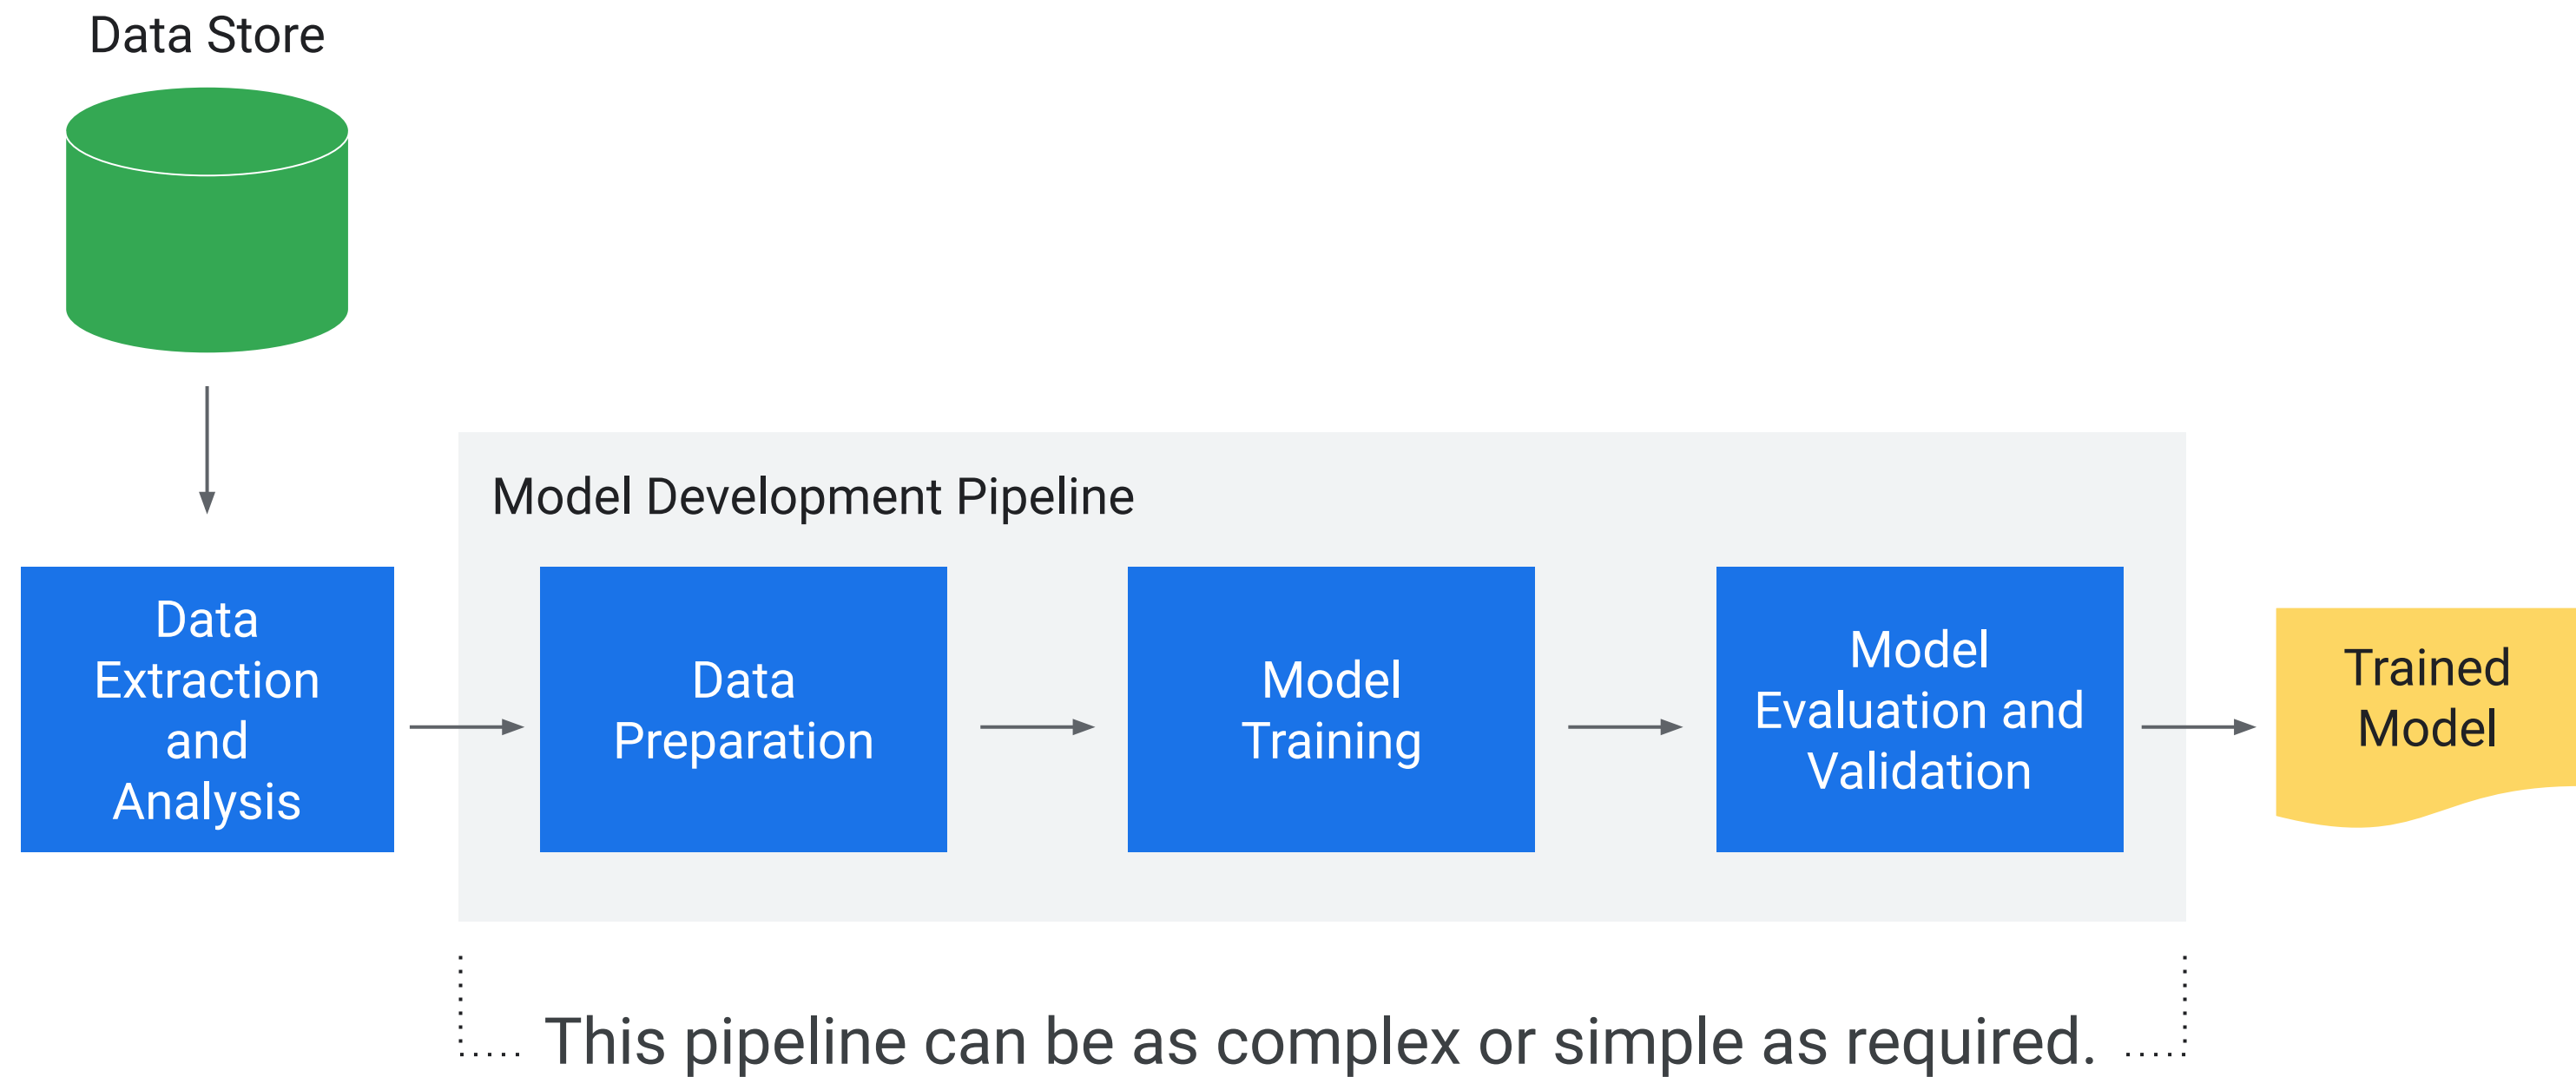 Data Store
Model Development Pipeline
Data
Extraction
and
Analysis
Data
Preparation
Model
Training
Model
Evaluation and
Validation
Trained
Model
This pipeline can be as complex or simple as required.